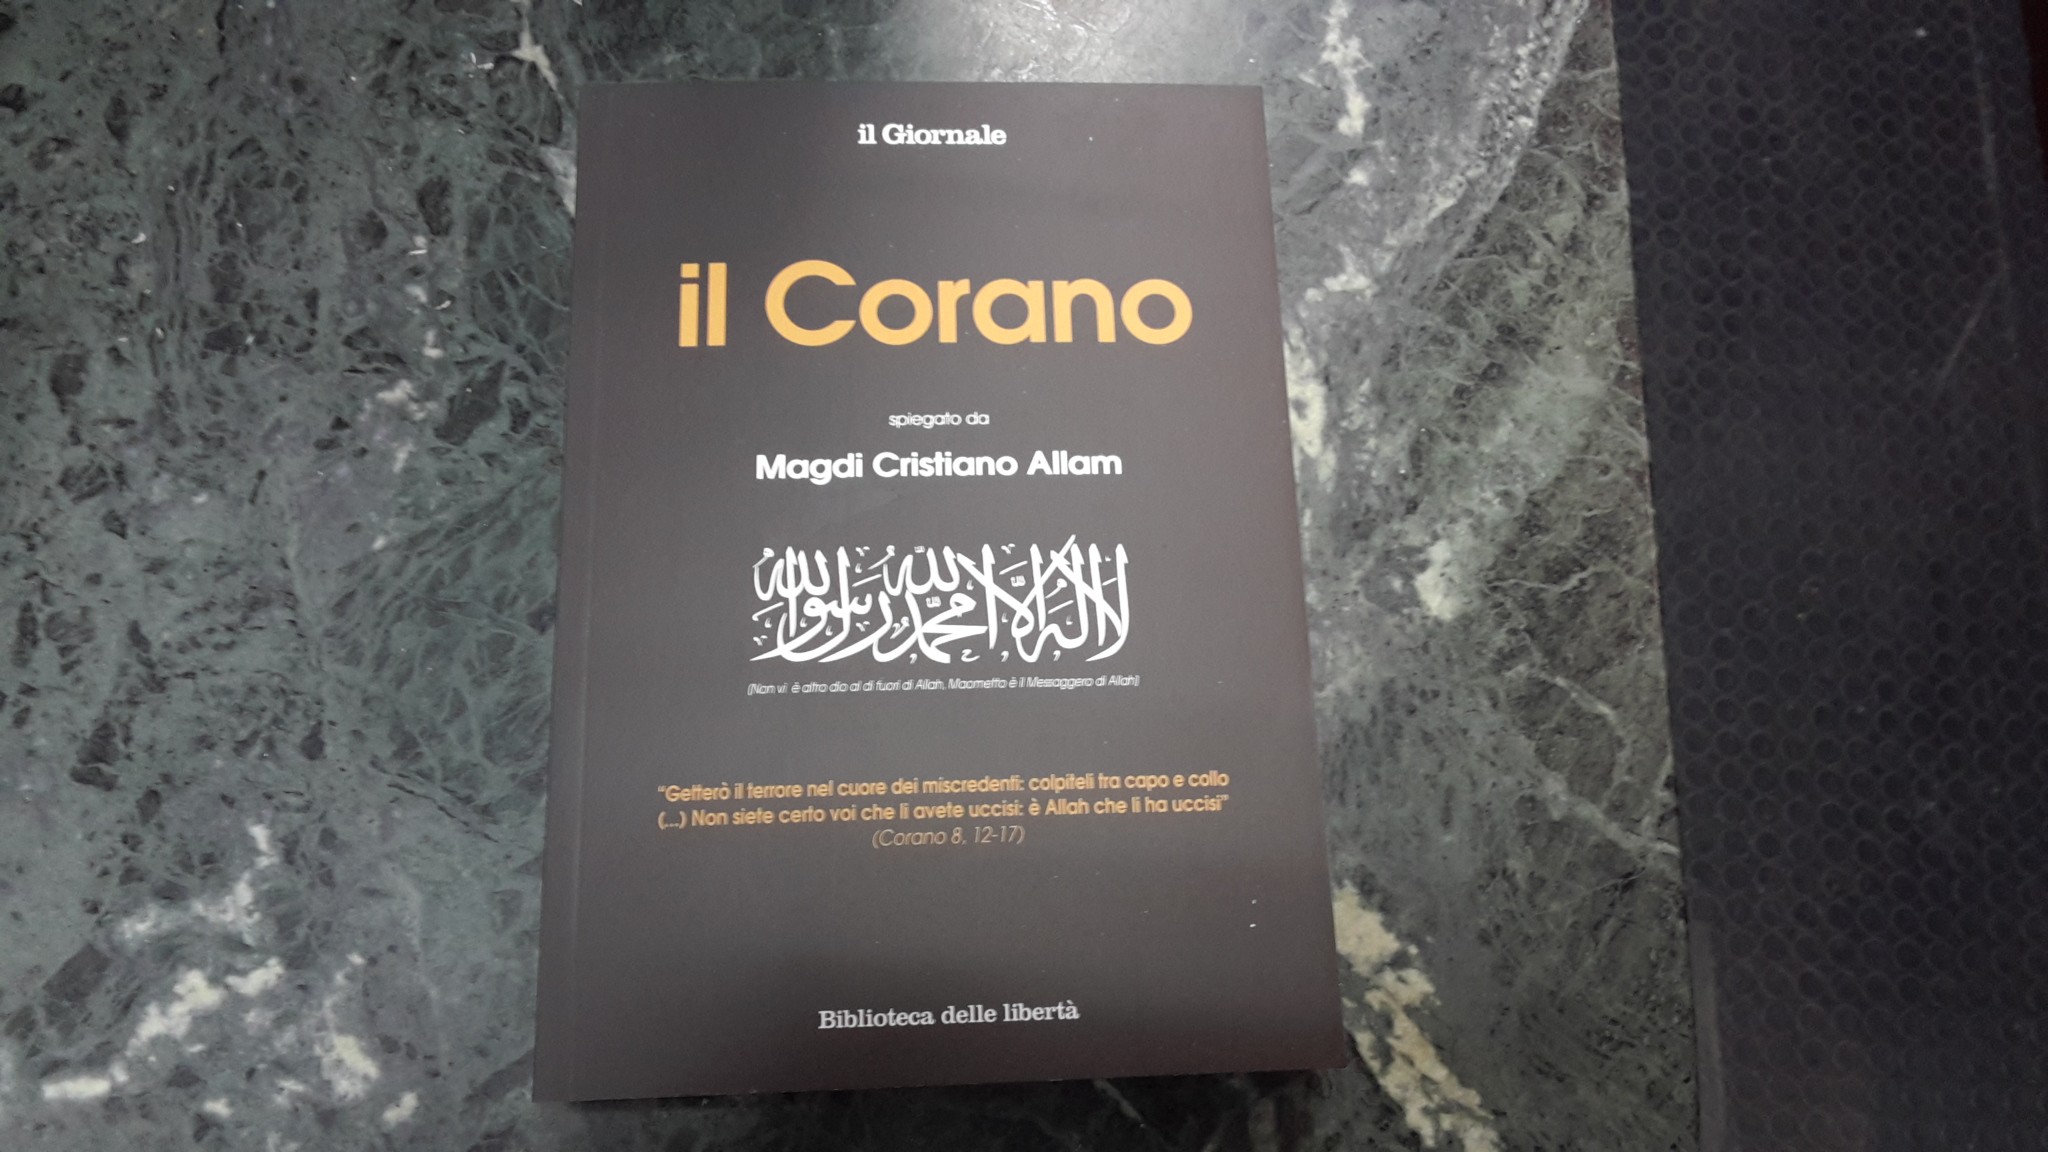 il Giornale
il Corano
spiegato da
Magdi Cristiano Allam
لا إله إلا الله محمد رسول الله
(Non vi è altro dio al di fuori di Allah, Maometto è il Messaggero di Allah)
“Getterò il terrore nel cuore dei miscredenti: colpiteli tra capo e collo
(...) Non siete certo voi che li avete uccisi: è Allah che li ha uccisi”
(Corano 8, 12-17)
Biblioteca delle libertà